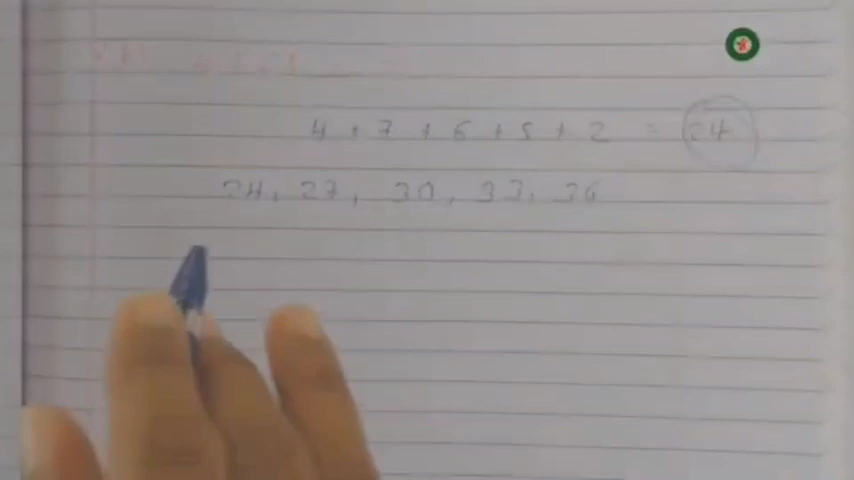 4 + 7 + 6 + 5 + 2 = 24
24, 27, 30, 33, 36